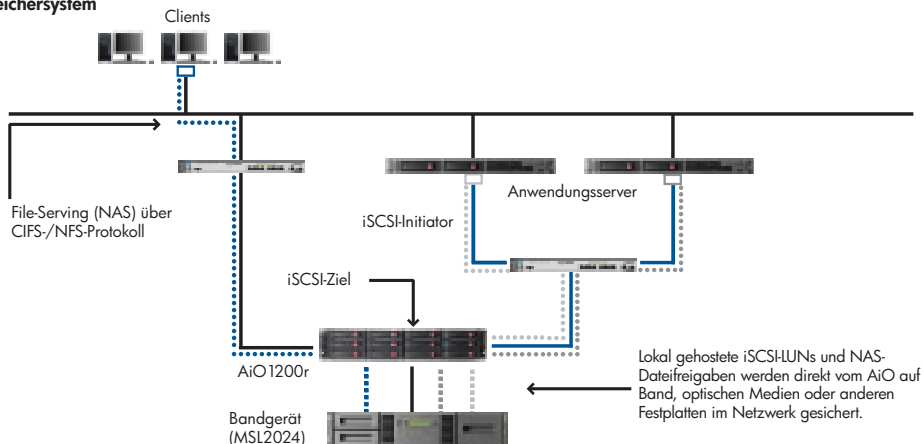 Clients
File-Serving (NAS) über
CIFS-/NFS-Protokoll
Anwendungsserver
iSCSI-Initiator
iSCSI-Ziel
AiO1200r
Lokal gehostete iSCSI-LUNs und NAS-
Dateifreigaben werden direkt vom AiO auf
Band, optischen Medien oder anderen
Festplatten im Netzwerk gesichert.
Bandgerät
(MSL2024)